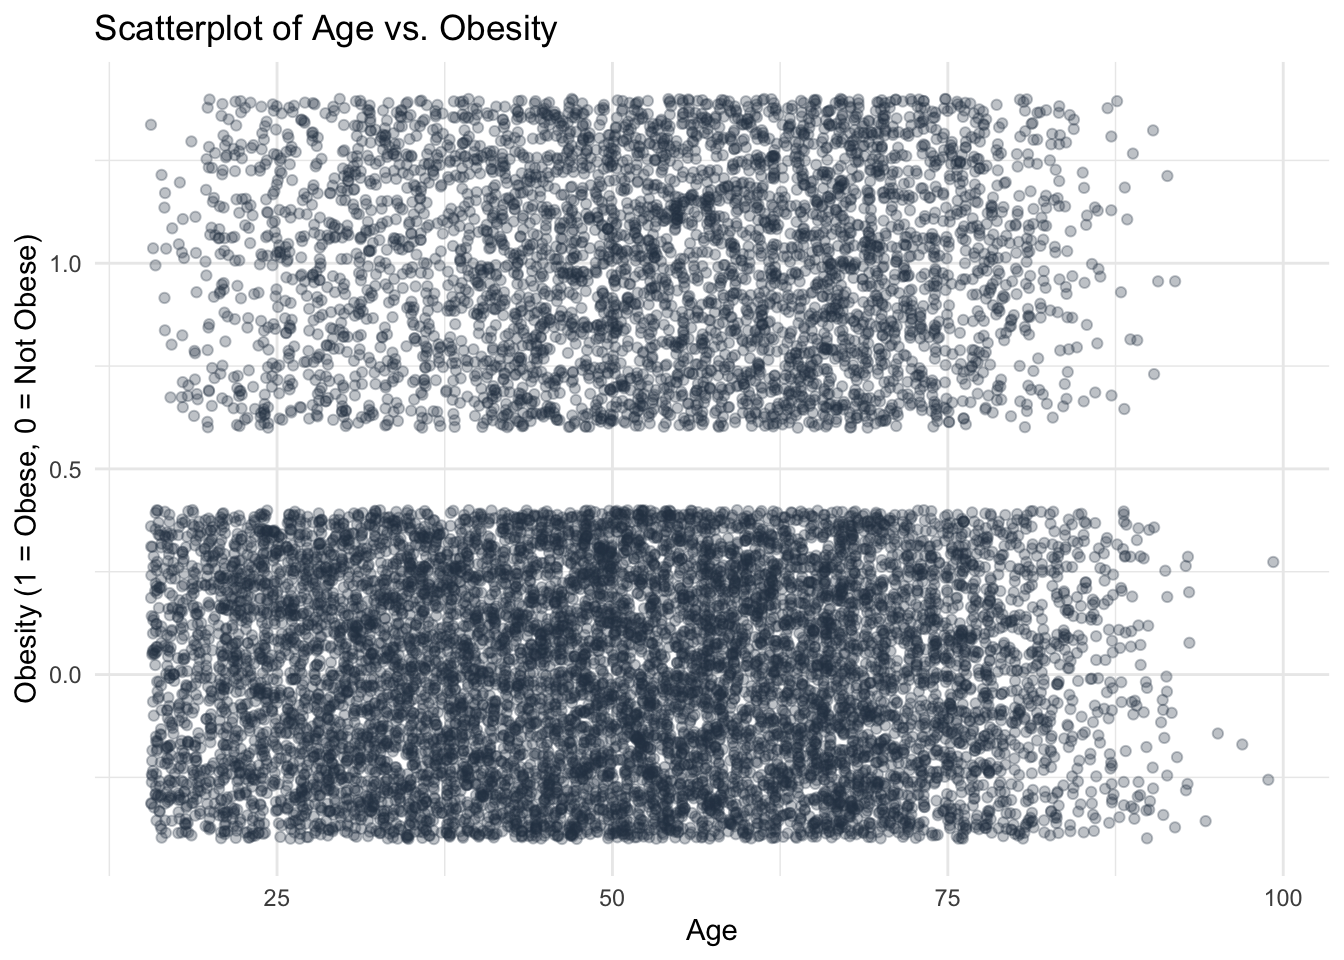 Scatterplot of Age vs. Obesity
Obesity (1 = Obese, 0 = Not Obese)
1.0
0.5
0.0
25 50 75 100
Age